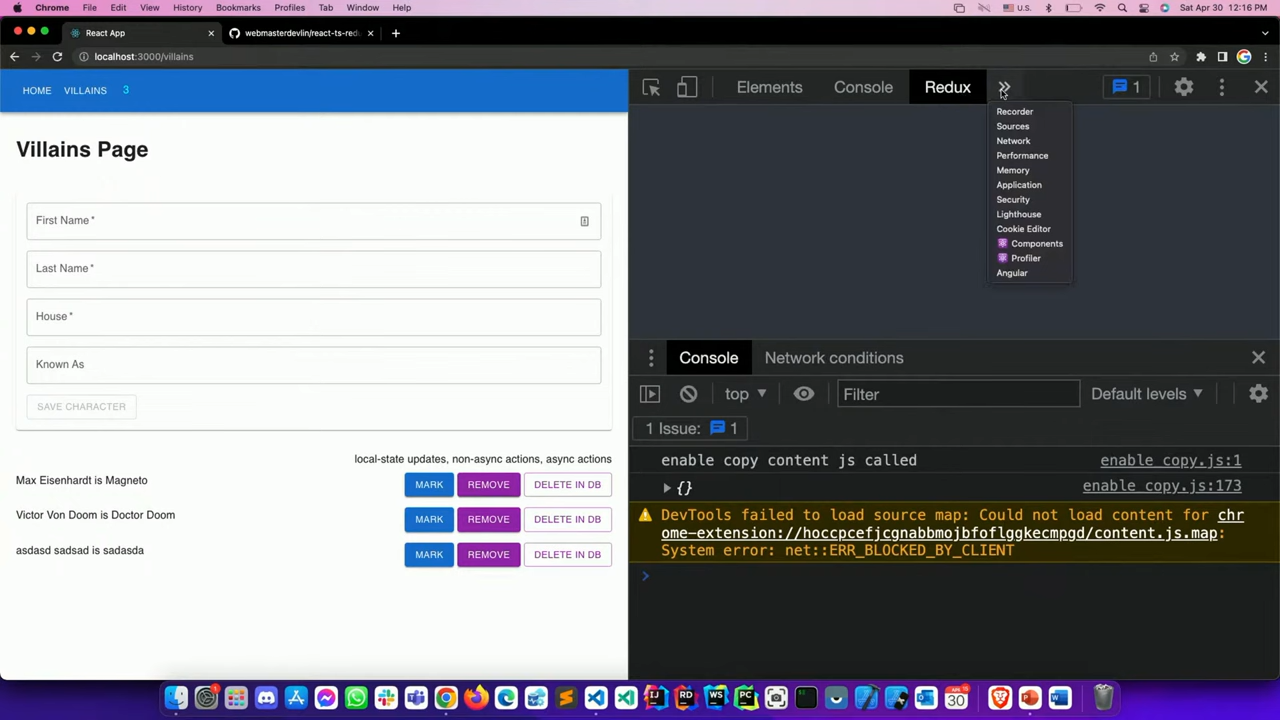 Chrome File Edit View History Bookmarks Profiles Tab Window Help U.S. Sat Apr 30 12:16 PM
React App webmasterdevlin/react-ts-red
localhost:3000/villains
HOME VILLAINS 3
Villains Page
First Name *
Last Name *
House *
Known As
SAVE CHARACTER
local-state updates, non-async actions, async actions
Max Eisenhardt is Magneto MARK REMOVE DELETE IN DB
Victor Von Doom is Doctor Doom MARK REMOVE DELETE IN DB
asdasd sadsad is sadasda MARK REMOVE DELETE IN DB
Elements Console Redux 1
Recorder
Sources
Network
Performance
Memory
Application
Security
Lighthouse
Cookie Editor
Components
Profiler
Angular
Console Network conditions
top Filter Default levels
1 Issue: 1
enable copy content js called enable_copy.js:1
{} enable_copy.js:173
DevTools failed to load source map: Could not load content for chr
ome-extension://hoccpcefjcgnabbmojbfoflggkecmpgd/content.js.map:
System error: net::ERR_BLOCKED_BY_CLIENT